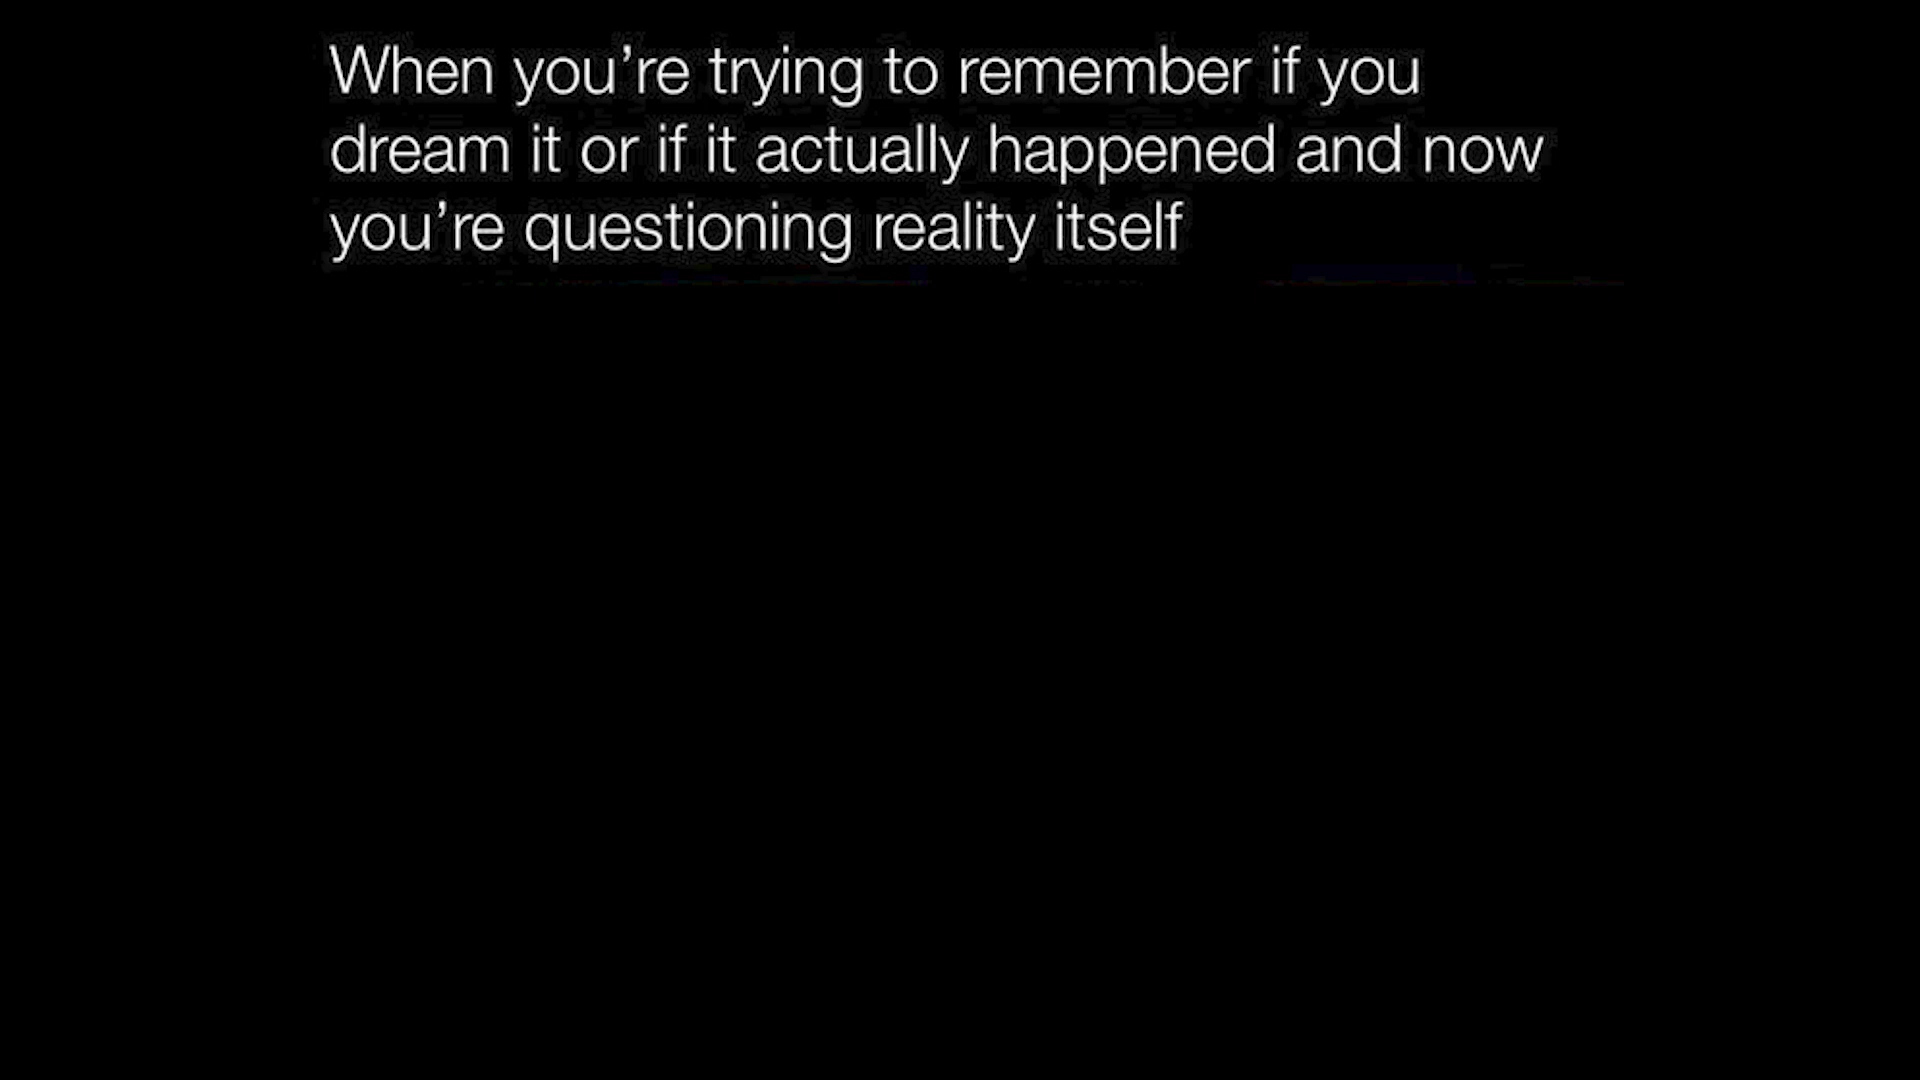 When you’re trying to remember if you
dream it or if it actually happened and now
you’re questioning reality itself